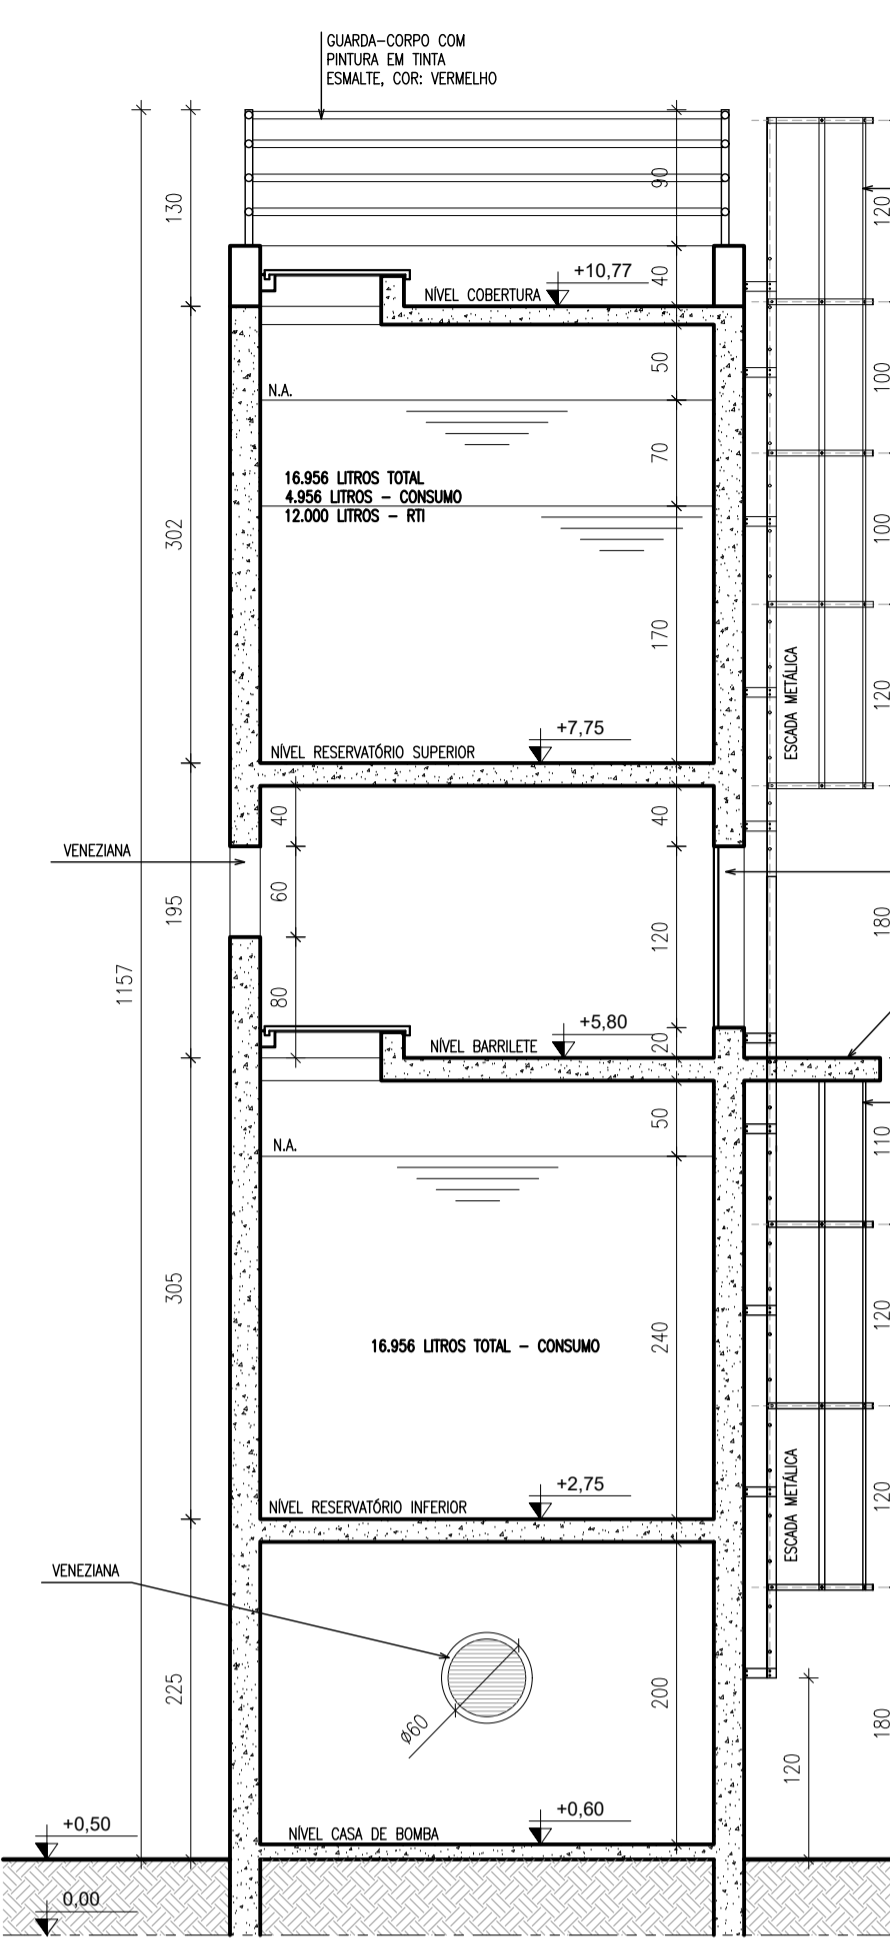 GUARDA-CORPO COM
PINTURA EM TINTA
ESMALTE, COR: VERMELHO
130
90
120
+10,77
40
NÍVEL COBERTURA
50
100
N.A.
70
16.956 LITROS TOTAL
4.956 LITROS - CONSUMO
12.000 LITROS - RTI
302
100
170
ESCADA METÁLICA
120
+7,75
NÍVEL RESERVATÓRIO SUPERIOR
40
40
VENEZIANA
60
195
120
180
1157
80
+5,80
NÍVEL BARRILETE
20
50
110
N.A.
305
120
240
16.956 LITROS TOTAL - CONSUMO
+2,75
NÍVEL RESERVATÓRIO INFERIOR
ESCADA METÁLICA
120
VENEZIANA
225
200
Ø60
180
120
+0,60
+0,50
NÍVEL CASA DE BOMBA
0,00